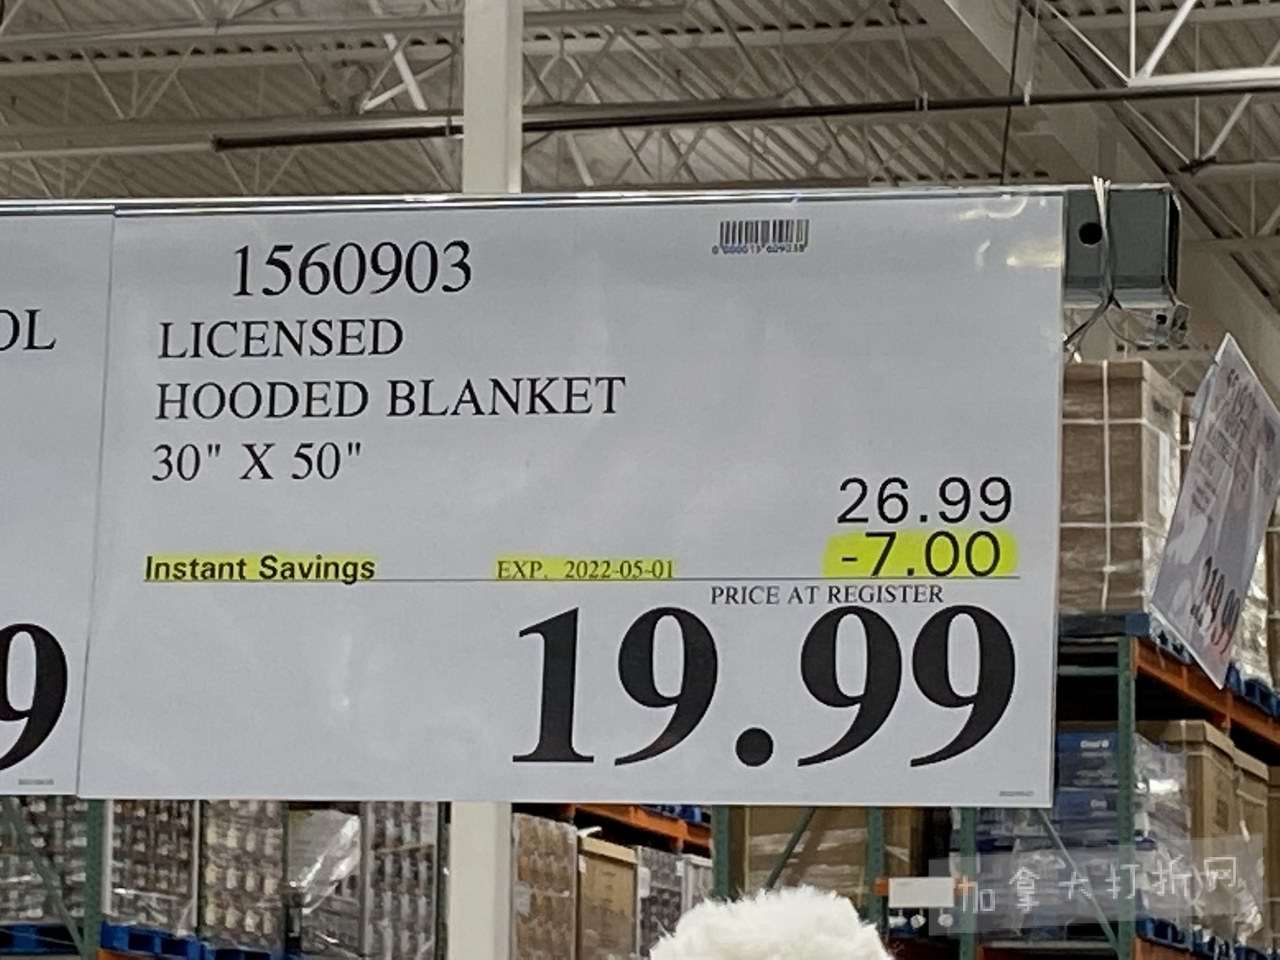 1560903
LICENSED
HOODED BLANKET
30" X 50"
26.99
-7.00
Instant Savings
EXP. 2022-05-01
PRICE AT REGISTER
19.99
OL
9
加拿大打折网